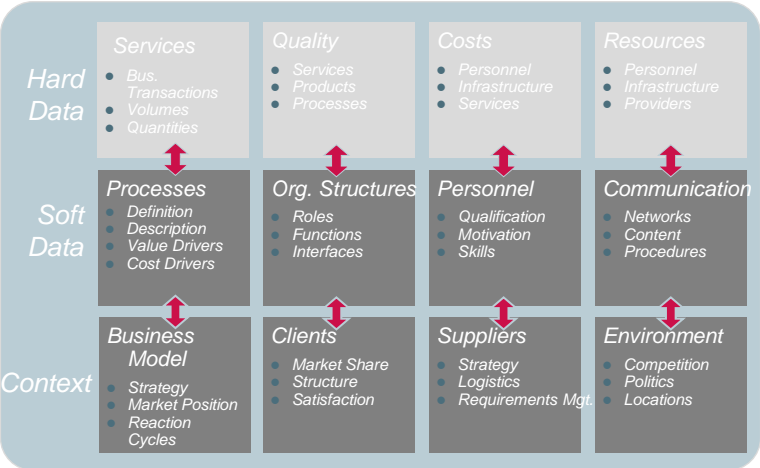 Hard
Data
Services
Bus.
Transactions
Volumes
Quantities
Quality
Services
Products
Processes
Costs
Personnel
Infrastructure
Services
Resources
Personnel
Infrastructure
Providers
Soft
Data
Processes
Definition
Description
Value Drivers
Cost Drivers
Org. Structures
Roles
Functions
Interfaces
Personnel
Qualification
Motivation
Skills
Communication
Networks
Content
Procedures
Context
Business
Model
Strategy
Market Position
Reaction
Cycles
Clients
Market Share
Structure
Satisfaction
Suppliers
Strategy
Logistics
Requirements Mgt.
Environment
Competition
Politics
Locations